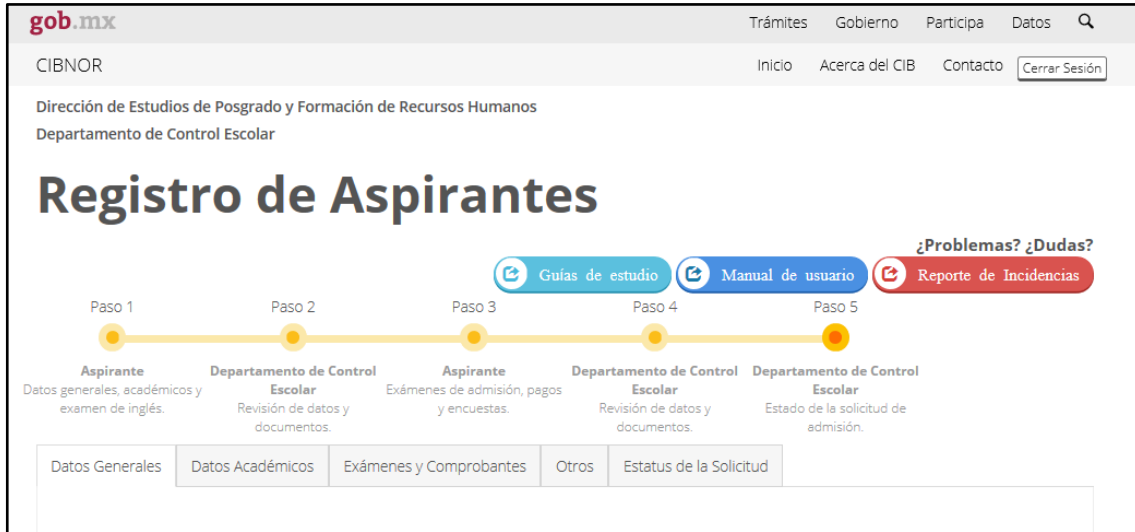 gob.mx
Trámites Gobierno Participa Datos
CIBNOR
Inicio Acerca del CIB Contacto Cerrar Sesión
Dirección de Estudios de Posgrado y Formación de Recursos Humanos
Departamento de Control Escolar
Registro de Aspirantes
¿Problemas? ¿Dudas?
Guías de estudio Manual de usuario Reporte de Incidencias
Paso 1 Paso 2 Paso 3 Paso 4 Paso 5
Aspirante
Datos generales, académicos y
examen de inglés.
Departamento de Control
Escolar
Revisión de datos y
documentos.
Aspirante
Exámenes de admisión, pagos
y encuestas.
Departamento de Control
Escolar
Revisión de datos y
documentos.
Departamento de Control
Escolar
Estado de la solicitud de
admisión.
Datos Generales Datos Académicos Exámenes y Comprobantes Otros Estatus de la Solicitud